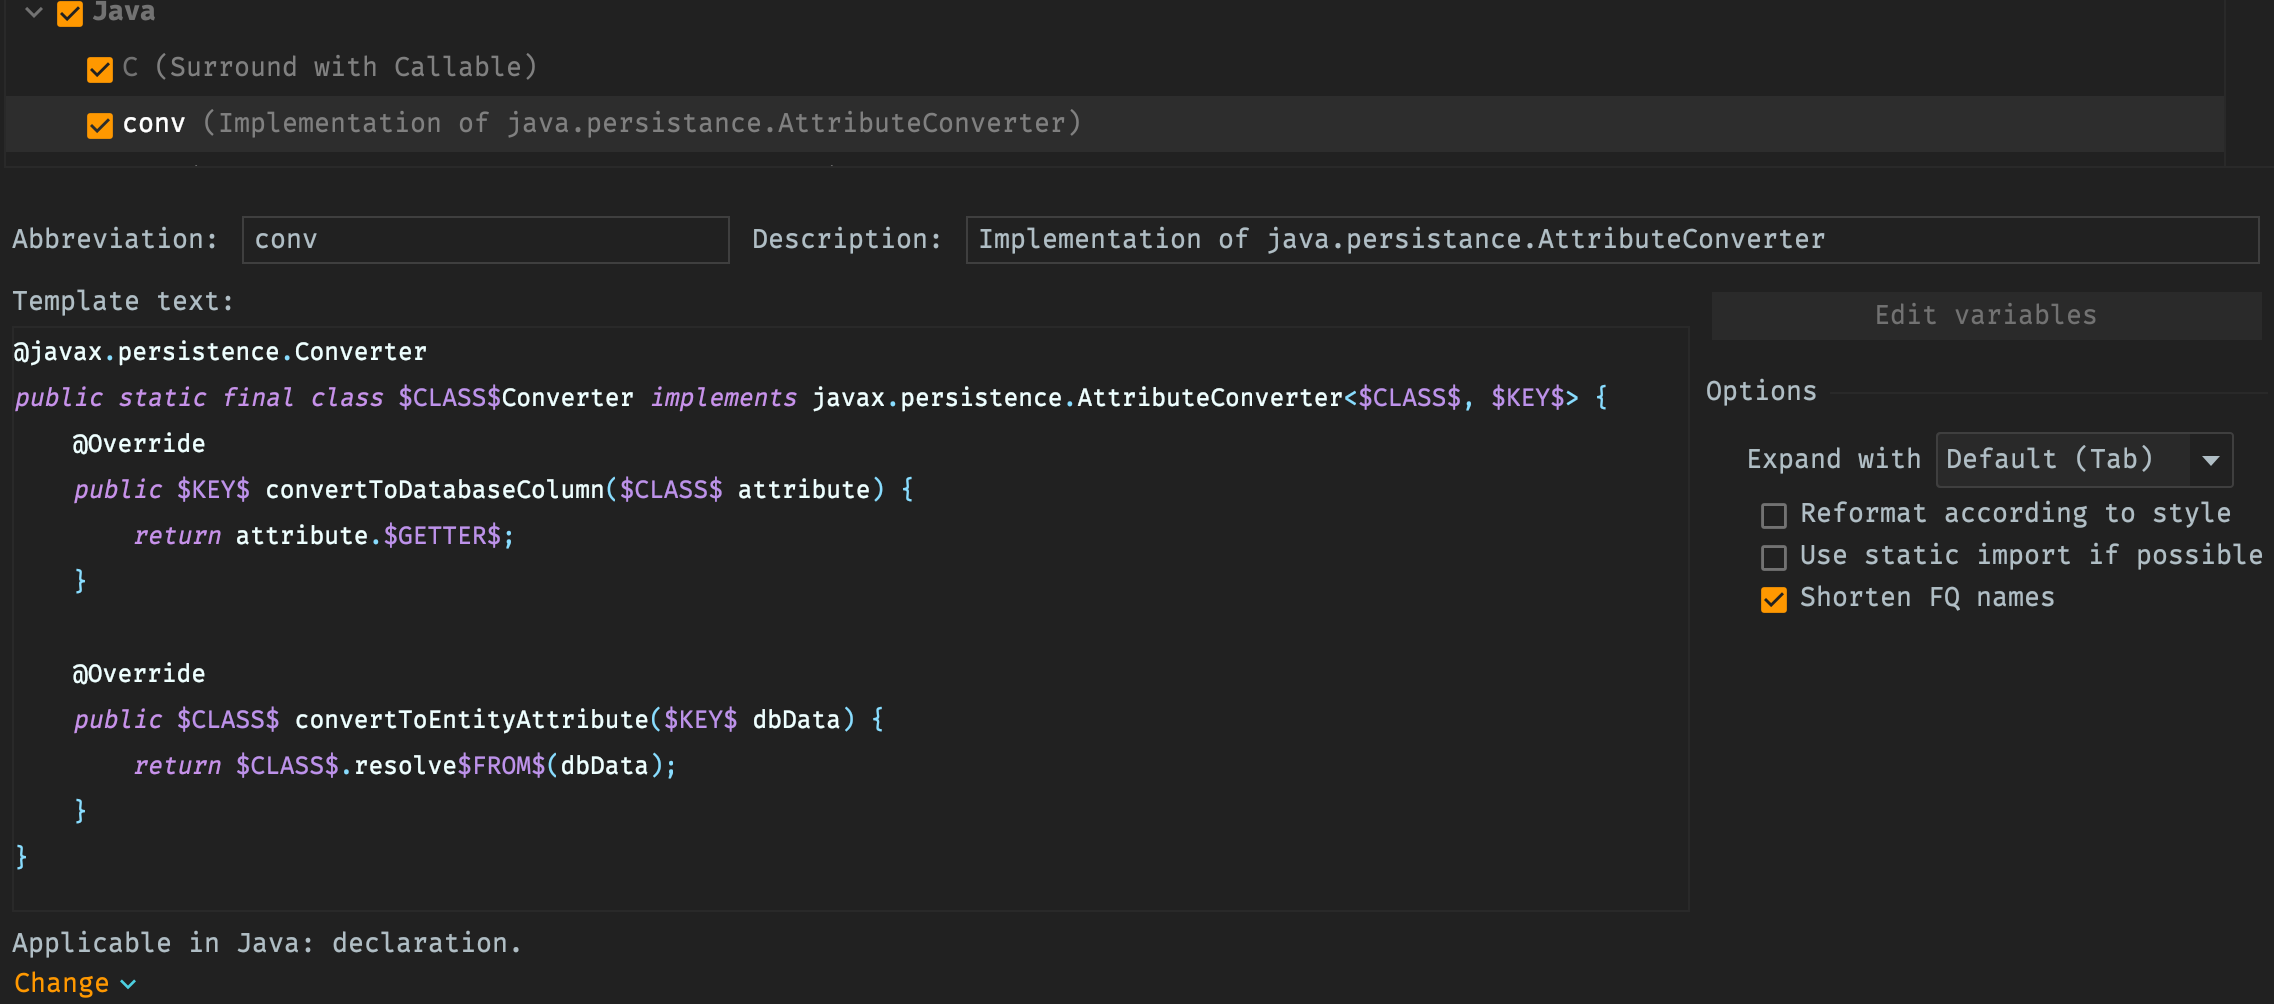 Java
C (Surround with Callable)
conv (Implementation of java.persistance.AttributeConverter)
Abbreviation: conv Description: Implementation of java.persistance.AttributeConverter
Template text:
Edit variables
@javax.persistence.Converter
public static final class $CLASS$Converter implements javax.persistence.AttributeConverter<$CLASS$, $KEY$> {
    @Override
    public $KEY$ convertToDatabaseColumn($CLASS$ attribute) {
        return attribute.$GETTER$;
    }

    @Override
    public $CLASS$ convertToEntityAttribute($KEY$ dbData) {
        return $CLASS$.resolve$FROM$(dbData);
    }
}
Options
Expand with Default (Tab)
Reformat according to style
Use static import if possible
Shorten FQ names
Applicable in Java: declaration.
Change